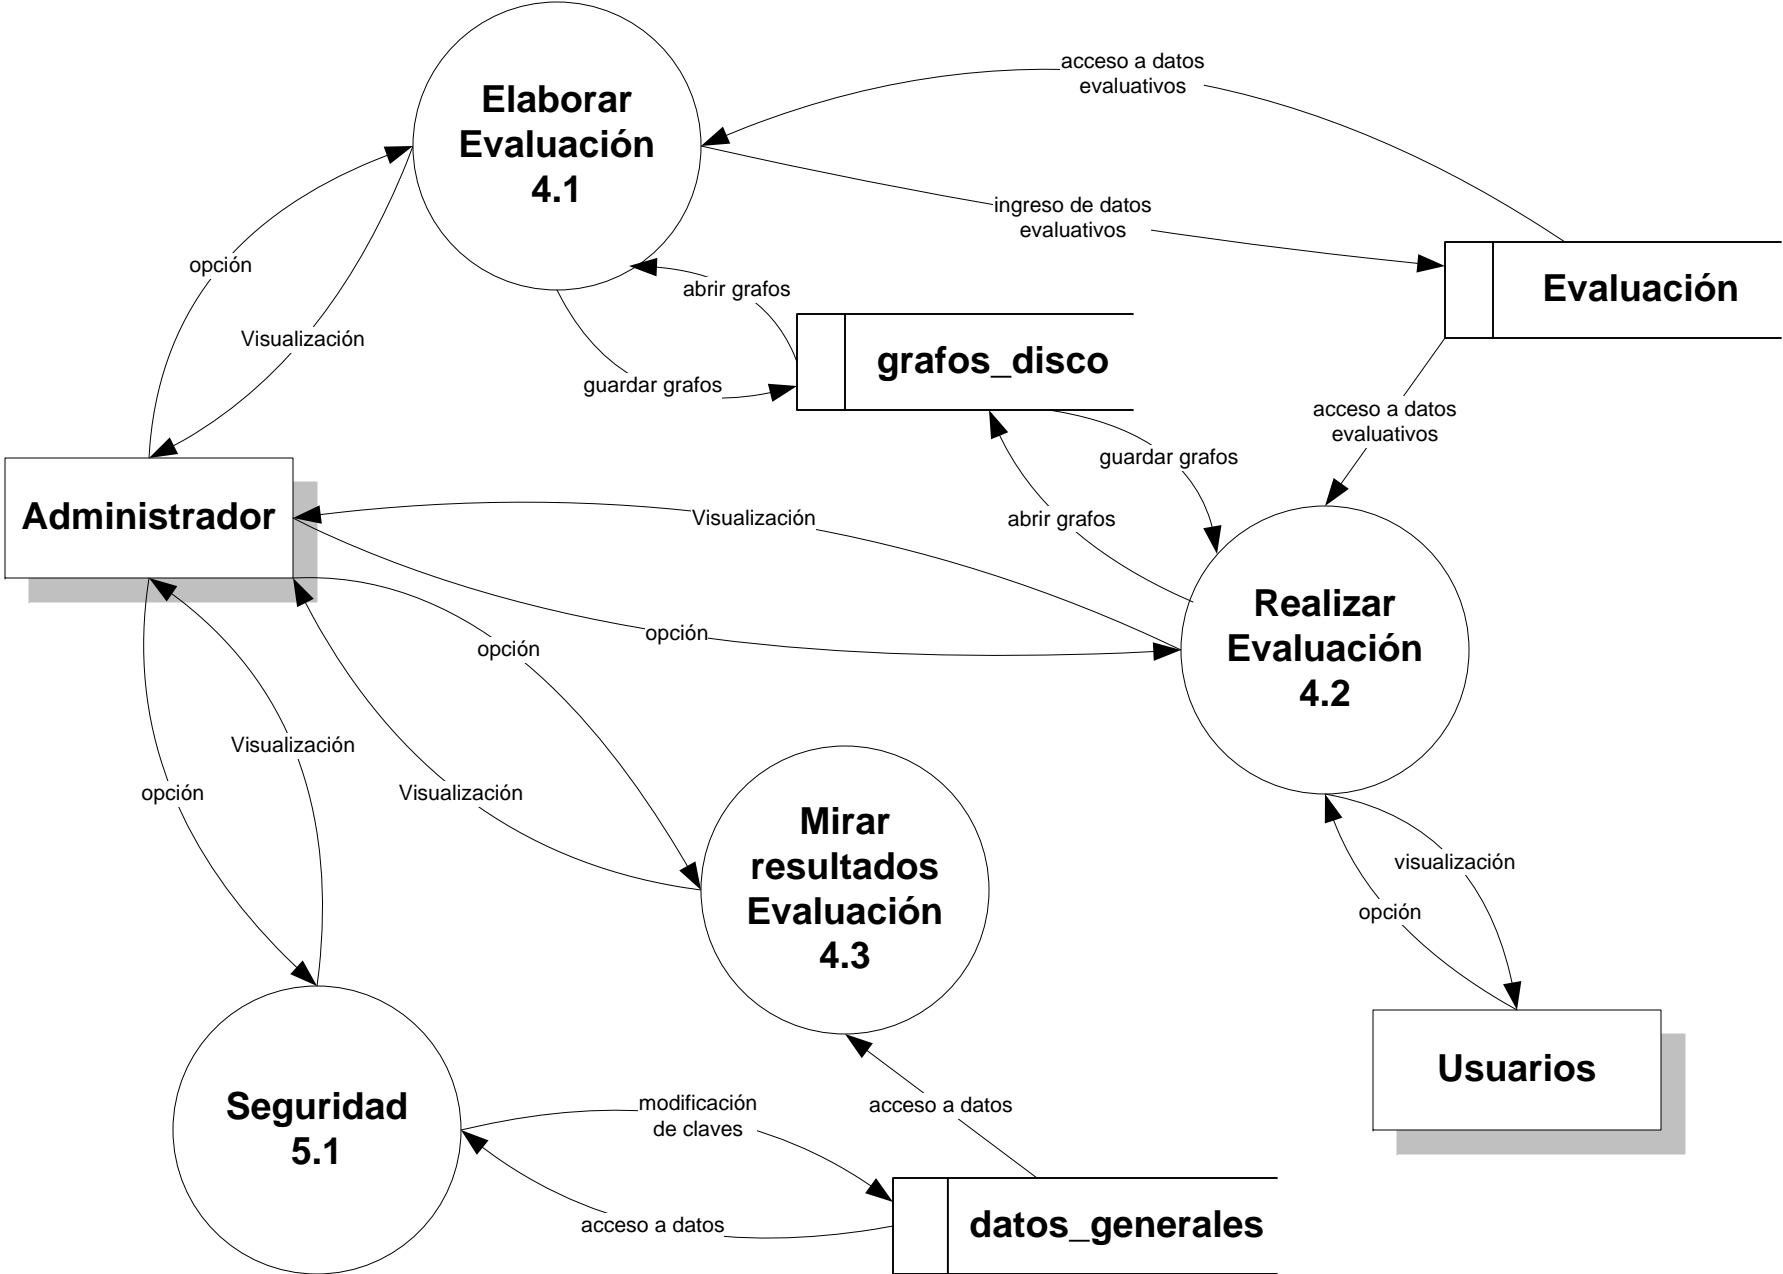 acceso a datos
evaluativos
Elaborar
Evaluación
4.1
ingreso de datos
evaluativos
opción
abrir grafos
Evaluación
Visualización
grafos_disco
guardar grafos
acceso a datos
evaluativos
guardar grafos
Administrador
Visualización
abrir grafos
Realizar
Evaluación
4.2
opción
opción
Visualización
opción
Visualización
Mirar
resultados
Evaluación
4.3
visualización
opción
Usuarios
Seguridad
5.1
modificación
de claves
acceso a datos
acceso a datos
datos_generales